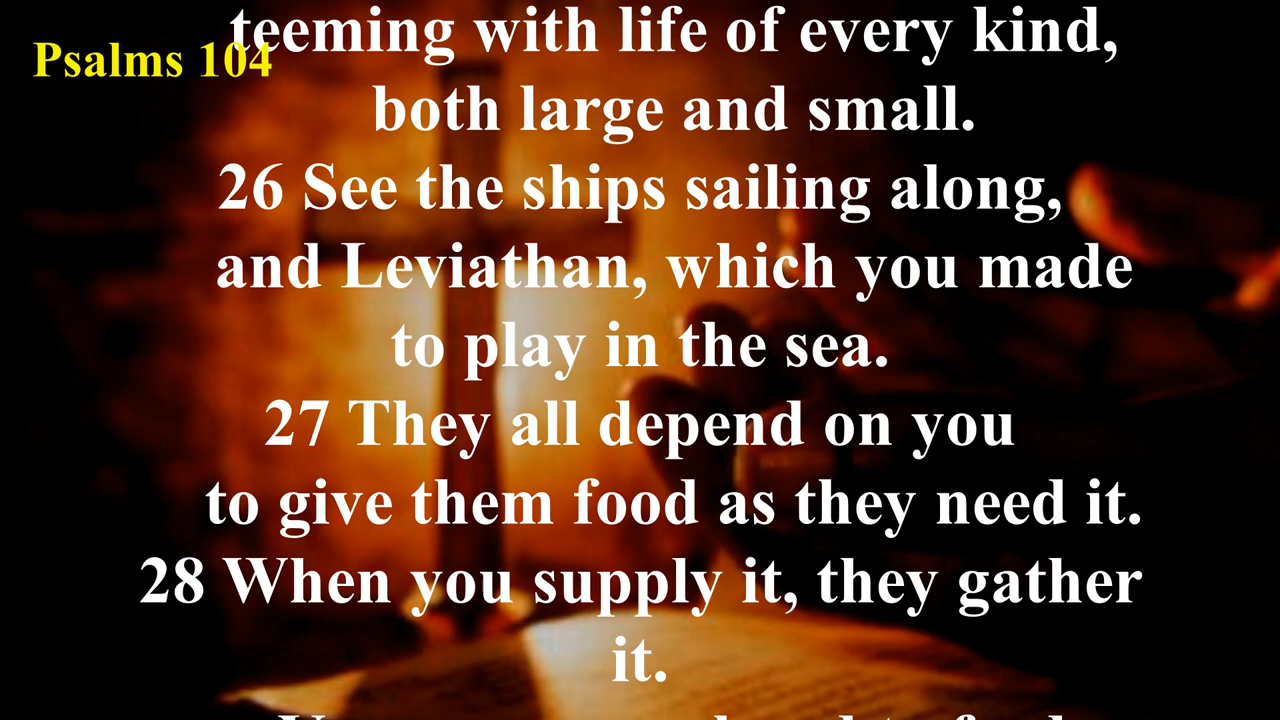 Psalms 104
teeming with life of every kind,
both large and small.
26 See the ships sailing along,
and Leviathan, which you made
to play in the sea.
27 They all depend on you
to give them food as they need it.
28 When you supply it, they gather
it.